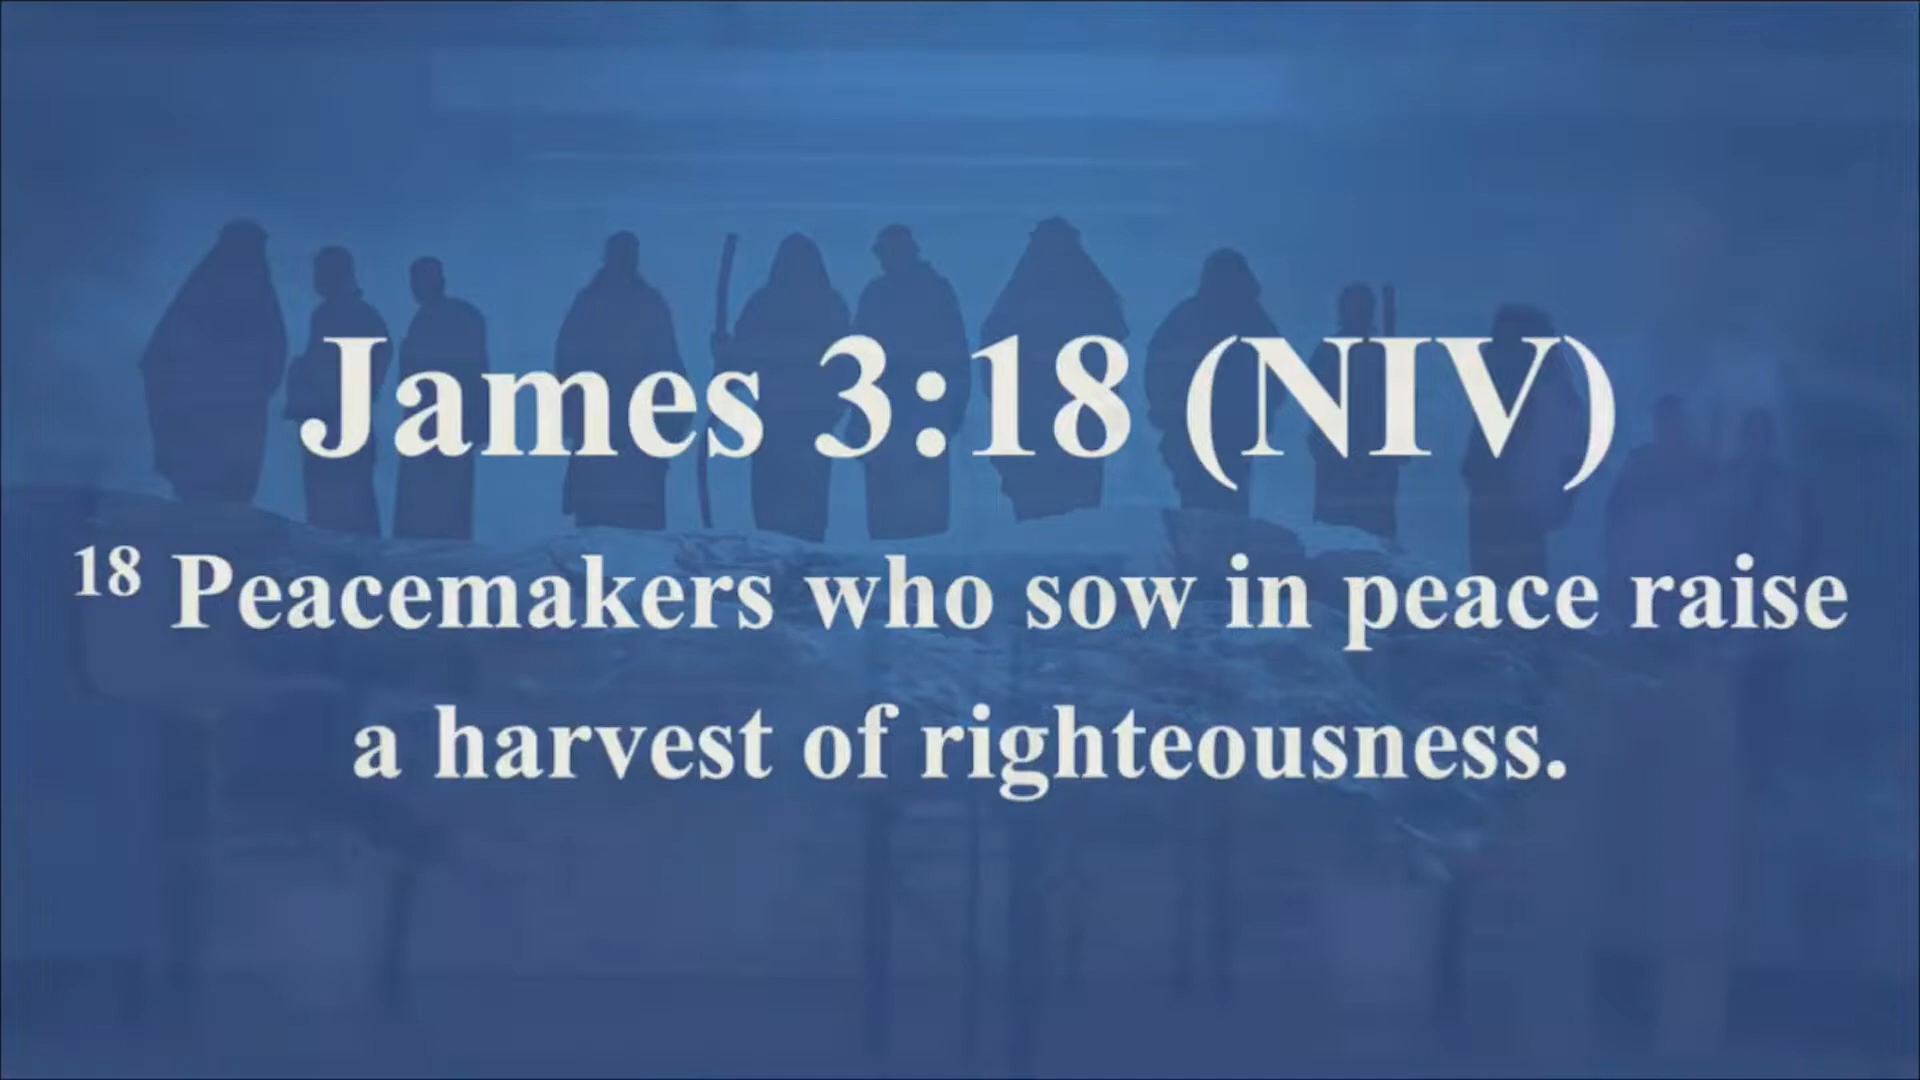 James 3:18 (NIV)
18 Peacemakers who sow in peace raise
a harvest of righteousness.